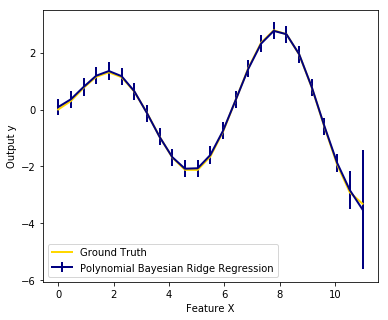 2
0
−2
−4
−6
Output y
Ground Truth
Polynomial Bayesian Ridge Regression
0 2 4 6 8 10
Feature X